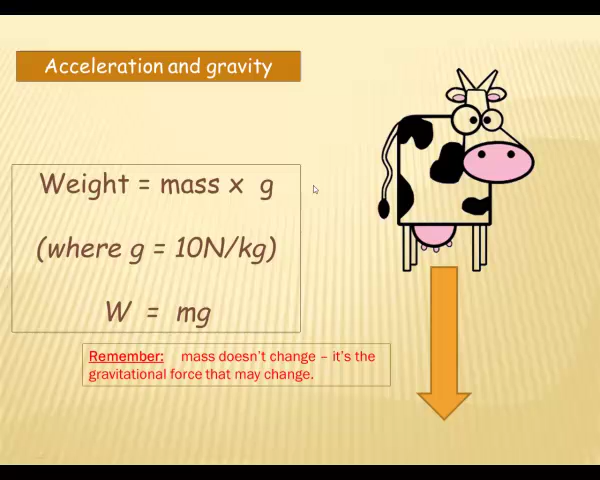 Acceleration and gravity
Weight = mass x g
(where g = 10N/kg)
W = mg
Remember: mass doesn't change – it's the
gravitational force that may change.